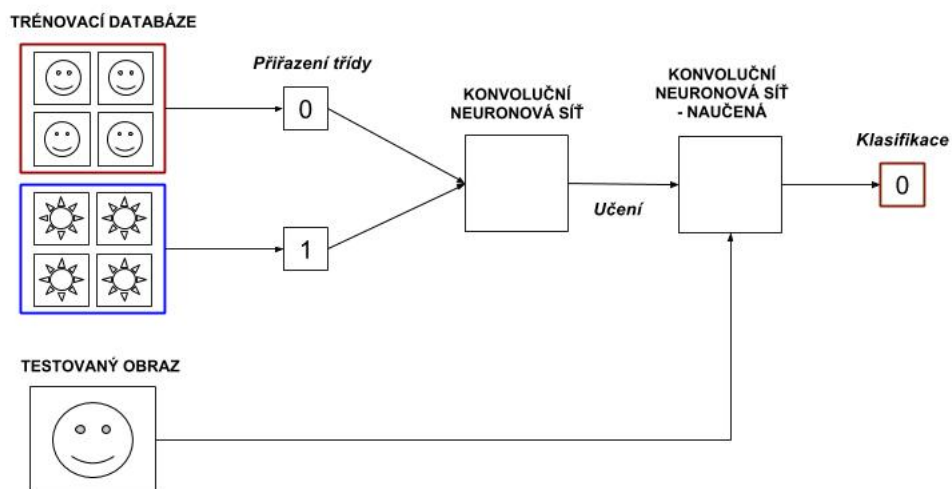 TRÉNOVACÍ DATABÁZE
Přiřazení třídy
0
1
KONVOLUČNÍ
NEURONOVÁ SÍŤ
Učení
KONVOLUČNÍ
NEURONOVÁ SÍŤ
- NAUČENÁ
Klasifikace
0
TESTOVANÝ OBRAZ